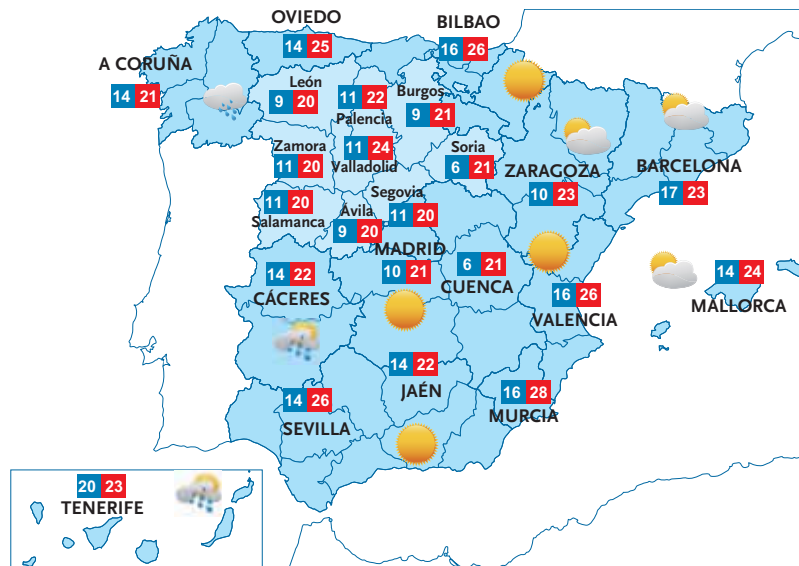 OVIEDO
14 25
BILBAO
16 26
A CORUÑA
14 21
León
9 20
11 22
Palencia
Burgos
9 21
Zamora
11 20
11 24
Valladolid
Soria
6 21
ZARAGOZA
10 23
BARCELONA
17 23
11 20
Salamanca
Ávila
9 20
Segovia
11 20
MADRID
10 21
6 21
CUENCA
14 22
CÁCERES
16 26
VALENCIA
14 24
MALLORCA
14 22
JAÉN
14 26
SEVILLA
16 28
MURCIA
20 23
TENERIFE